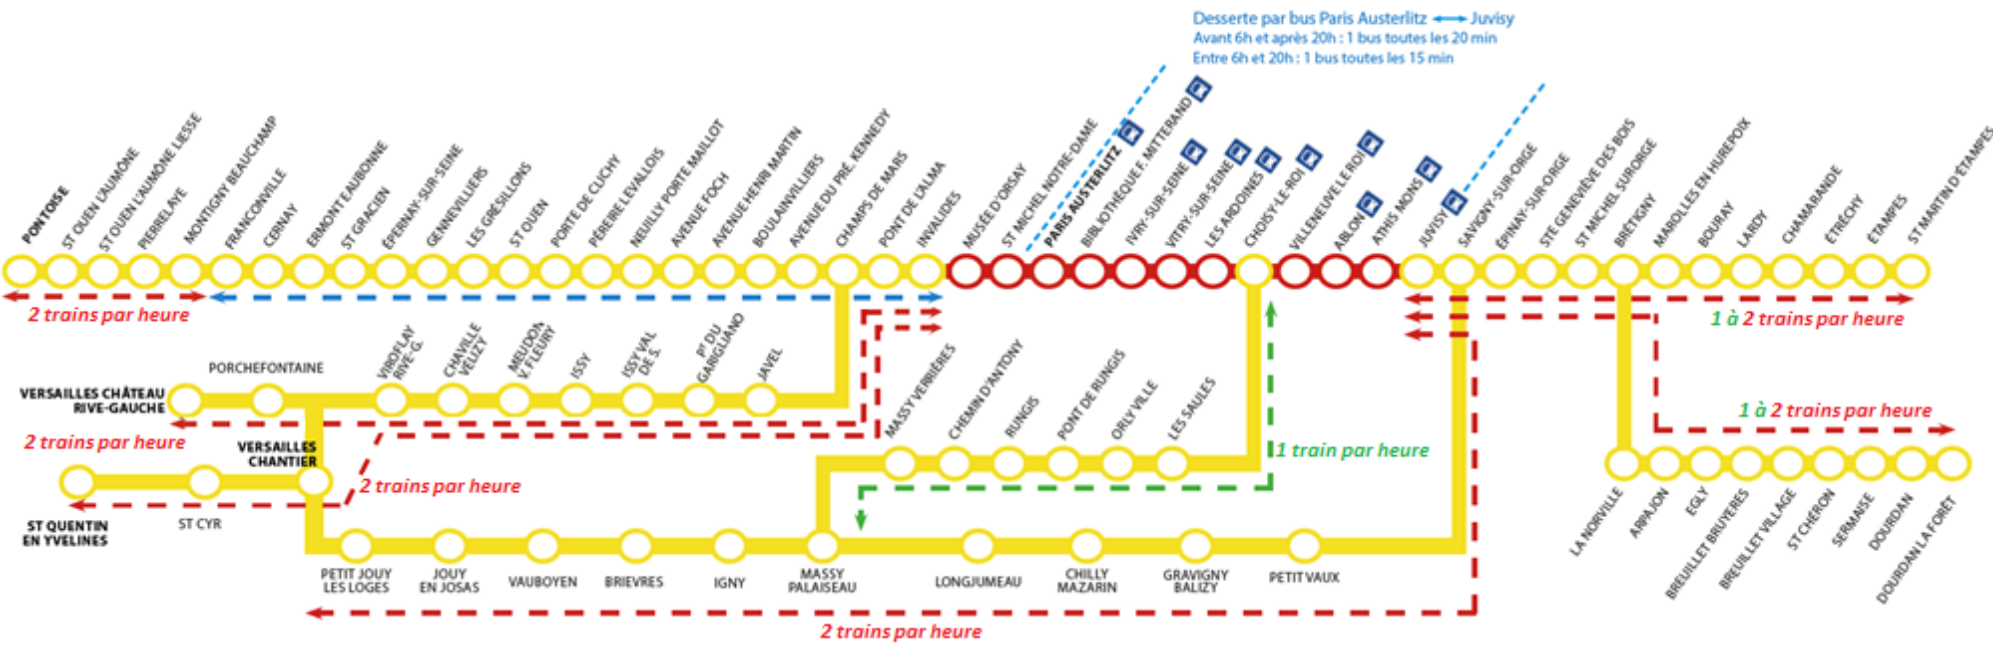 Desserte par bus Paris Austerlitz ⟷ Juvisy
Avant 6h et après 20h : 1 bus toutes les 20 min
Entre 6h et 20h : 1 bus toutes les 15 min
PONTOISE
ST OUEN L'AUMÔNE
ST OUEN L'AUMÔNE LIESSE
PIERRELAYE
MONTIGNY BEAUCHAMP
FRANCONVILLE
CERNAY
ERMONT EAUBONNE
ST GRACIEN
ÉPERNAY-SUR-SEINE
GENNEVILLIERS
LES GRÉSILLONS
ST OUEN
PORTE DE CLICHY
PÉREIRE LEVALLOIS
NEUILLY PORTE MAILLOT
AVENUE FOCH
AVENUE HENRI MARTIN
BOULAINVILLIERS
AVENUE DU PRÉ. KENNEDY
CHAMPS DE MARS
PONT DE L'ALMA
INVALIDES
MUSÉE D'ORSAY
ST MICHEL NOTRE-DAME
PARIS AUSTERLITZ
BIBLIOTHÈQUE F. MITTERAND
IVRY-SUR-SEINE
VITRY-SUR-SEINE
LES ARDOINES
CHOISY-LE-ROI
VILLENEUVE LE ROI
ABLON
ATHIS MONS
JUVISY
SAVIGNY-SUR-ORGE
ÉPINAY-SUR-ORGE
STE GENEVIÈVE DES BOIS
ST MICHEL SUR ORGE
BRÉTIGNY
MAROLLES EN HUREPOIX
BOURAY
LARDY
CHAMARANDE
ÉTRÉCHY
ÉTAMPES
ST MARTIN D'ÉTAMPES
2 trains par heure
1 à 2 trains par heure
PORCHEFONTAINE
VIROFLAY
RIVE-G.
CHAVILLE
VELIZY
MEUDON
V. FLEURY
ISSY
ISSY VAL
DE S.
PT DU
GARIGLIANO
JAVEL
VERSAILLES CHÂTEAU
RIVE-GAUCHE
2 trains par heure
MASSY VERRIÈRES
CHEMIN D'ANTONY
RUNGIS
PONT DE RUNGIS
ORLY VILLE
LES SAULES
1 à 2 trains par heure
VERSAILLES
CHANTIER
1 train par heure
2 trains par heure
ST QUENTIN
EN YVELINES
ST CYR
LA NORVILLE
ARPAJON
EGLY
BREUILLET BRUYERES
BREUILLET VILLAGE
ST CHÉRON
SERMAISE
DOURDAN
DOURDAN LA FORÊT
PETIT JOUY
LES LOGES
JOUY
EN JOSAS
VAUBOYEN
BRIEVRES
IGNY
MASSY
PALAISEAU
LONGJUMEAU
CHILLY
MAZARIN
GRAVIGNY
BALIZY
PETIT VAUX
2 trains par heure